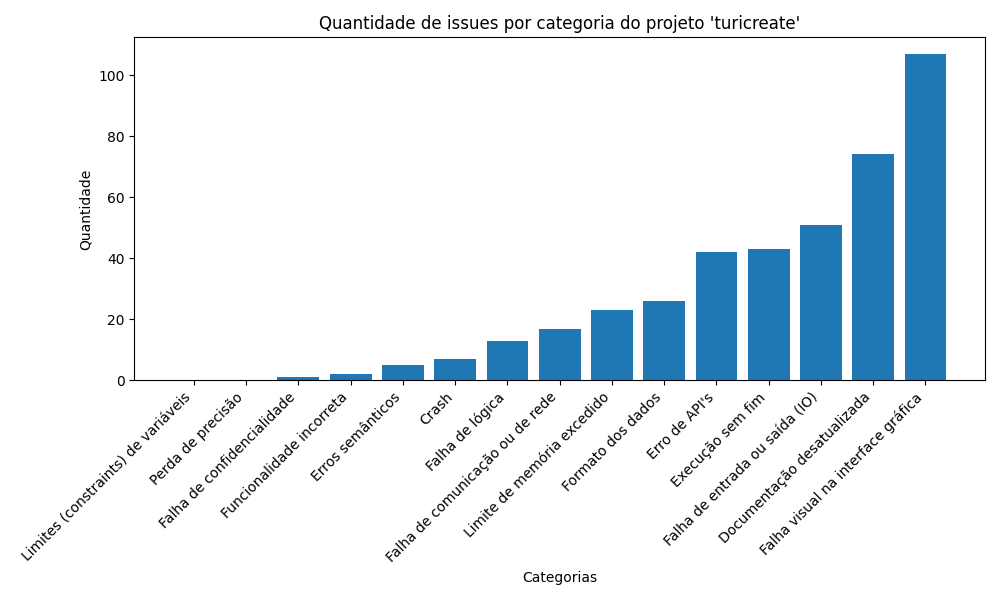 Quantidade de issues por categoria do projeto 'turicreate'
Quantidade
100
80
60
40
20
0
Limites (constraints) de variáveis
Perda de precisão
Falha de confidencialidade
Funcionalidade incorreta
Erros semânticos
Crash
Falha de lógica
Falha de comunicação ou de rede
Limite de memória excedido
Formato dos dados
Erro de API's
Execução sem fim
Falha de entrada ou saída (IO)
Documentação desatualizada
Falha visual na interface gráfica
Categorias